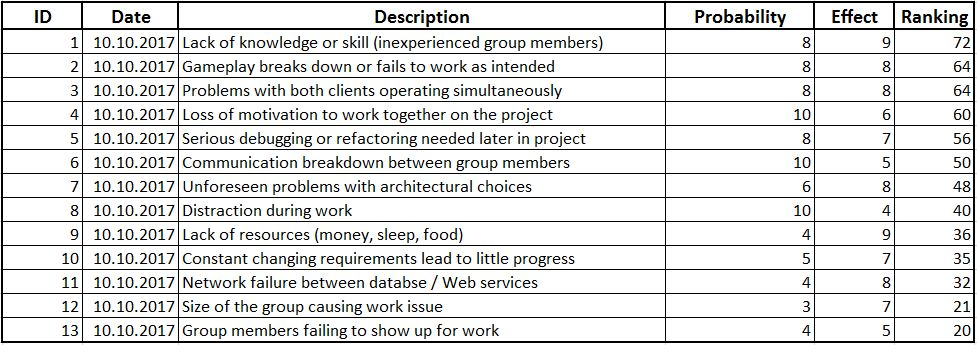 ID Date Description Probability Effect Ranking
1 10.10.2017 Lack of knowledge or skill (inexperienced group members) 8 9 72
2 10.10.2017 Gameplay breaks down or fails to work as intended 8 8 64
3 10.10.2017 Problems with both clients operating simultaneously 8 8 64
4 10.10.2017 Loss of motivation to work together on the project 10 6 60
5 10.10.2017 Serious debugging or refactoring needed later in project 8 7 56
6 10.10.2017 Communication breakdown between group members 10 5 50
7 10.10.2017 Unforeseen problems with architectural choices 6 8 48
8 10.10.2017 Distraction during work 10 4 40
9 10.10.2017 Lack of resources (money, sleep, food) 4 9 36
10 10.10.2017 Constant changing requirements lead to little progress 5 7 35
11 10.10.2017 Network failure between databse / Web services 4 8 32
12 10.10.2017 Size of the group causing work issue 3 7 21
13 10.10.2017 Group members failing to show up for work 4 5 20